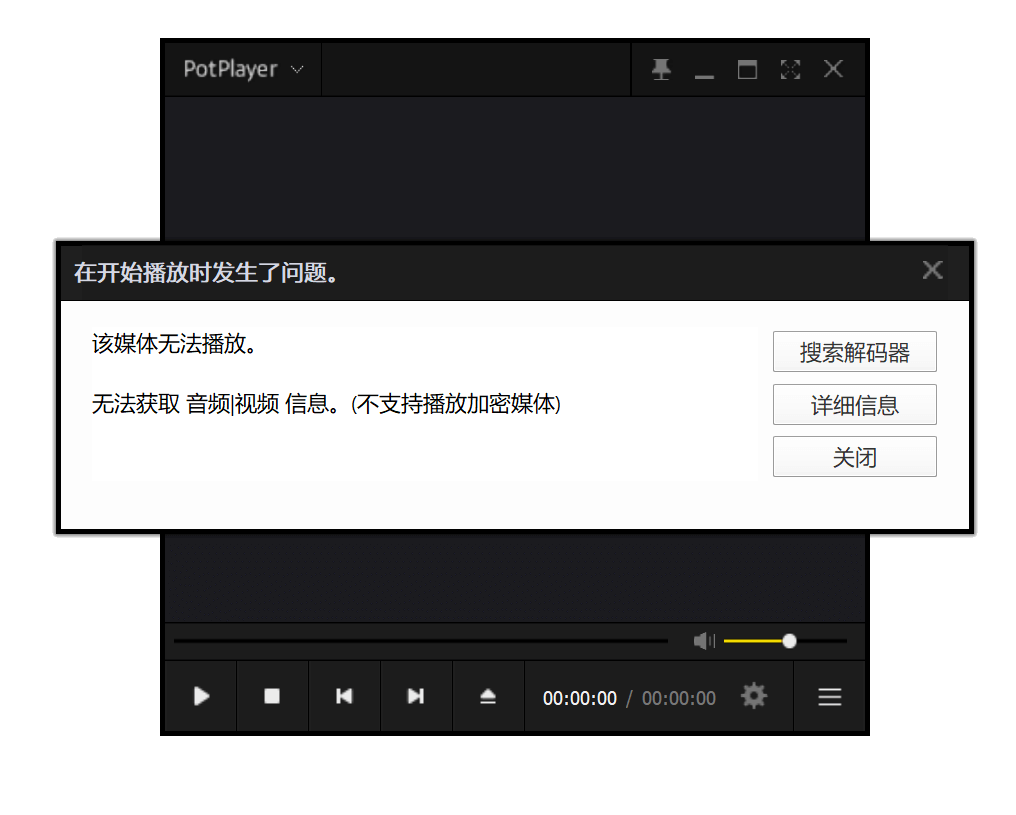 PotPlayer
在开始播放时发生了问题。
该媒体无法播放。
无法获取 音频|视频 信息。(不支持播放加密媒体)
搜索解码器
详细信息
关闭
00:00:00 / 00:00:00